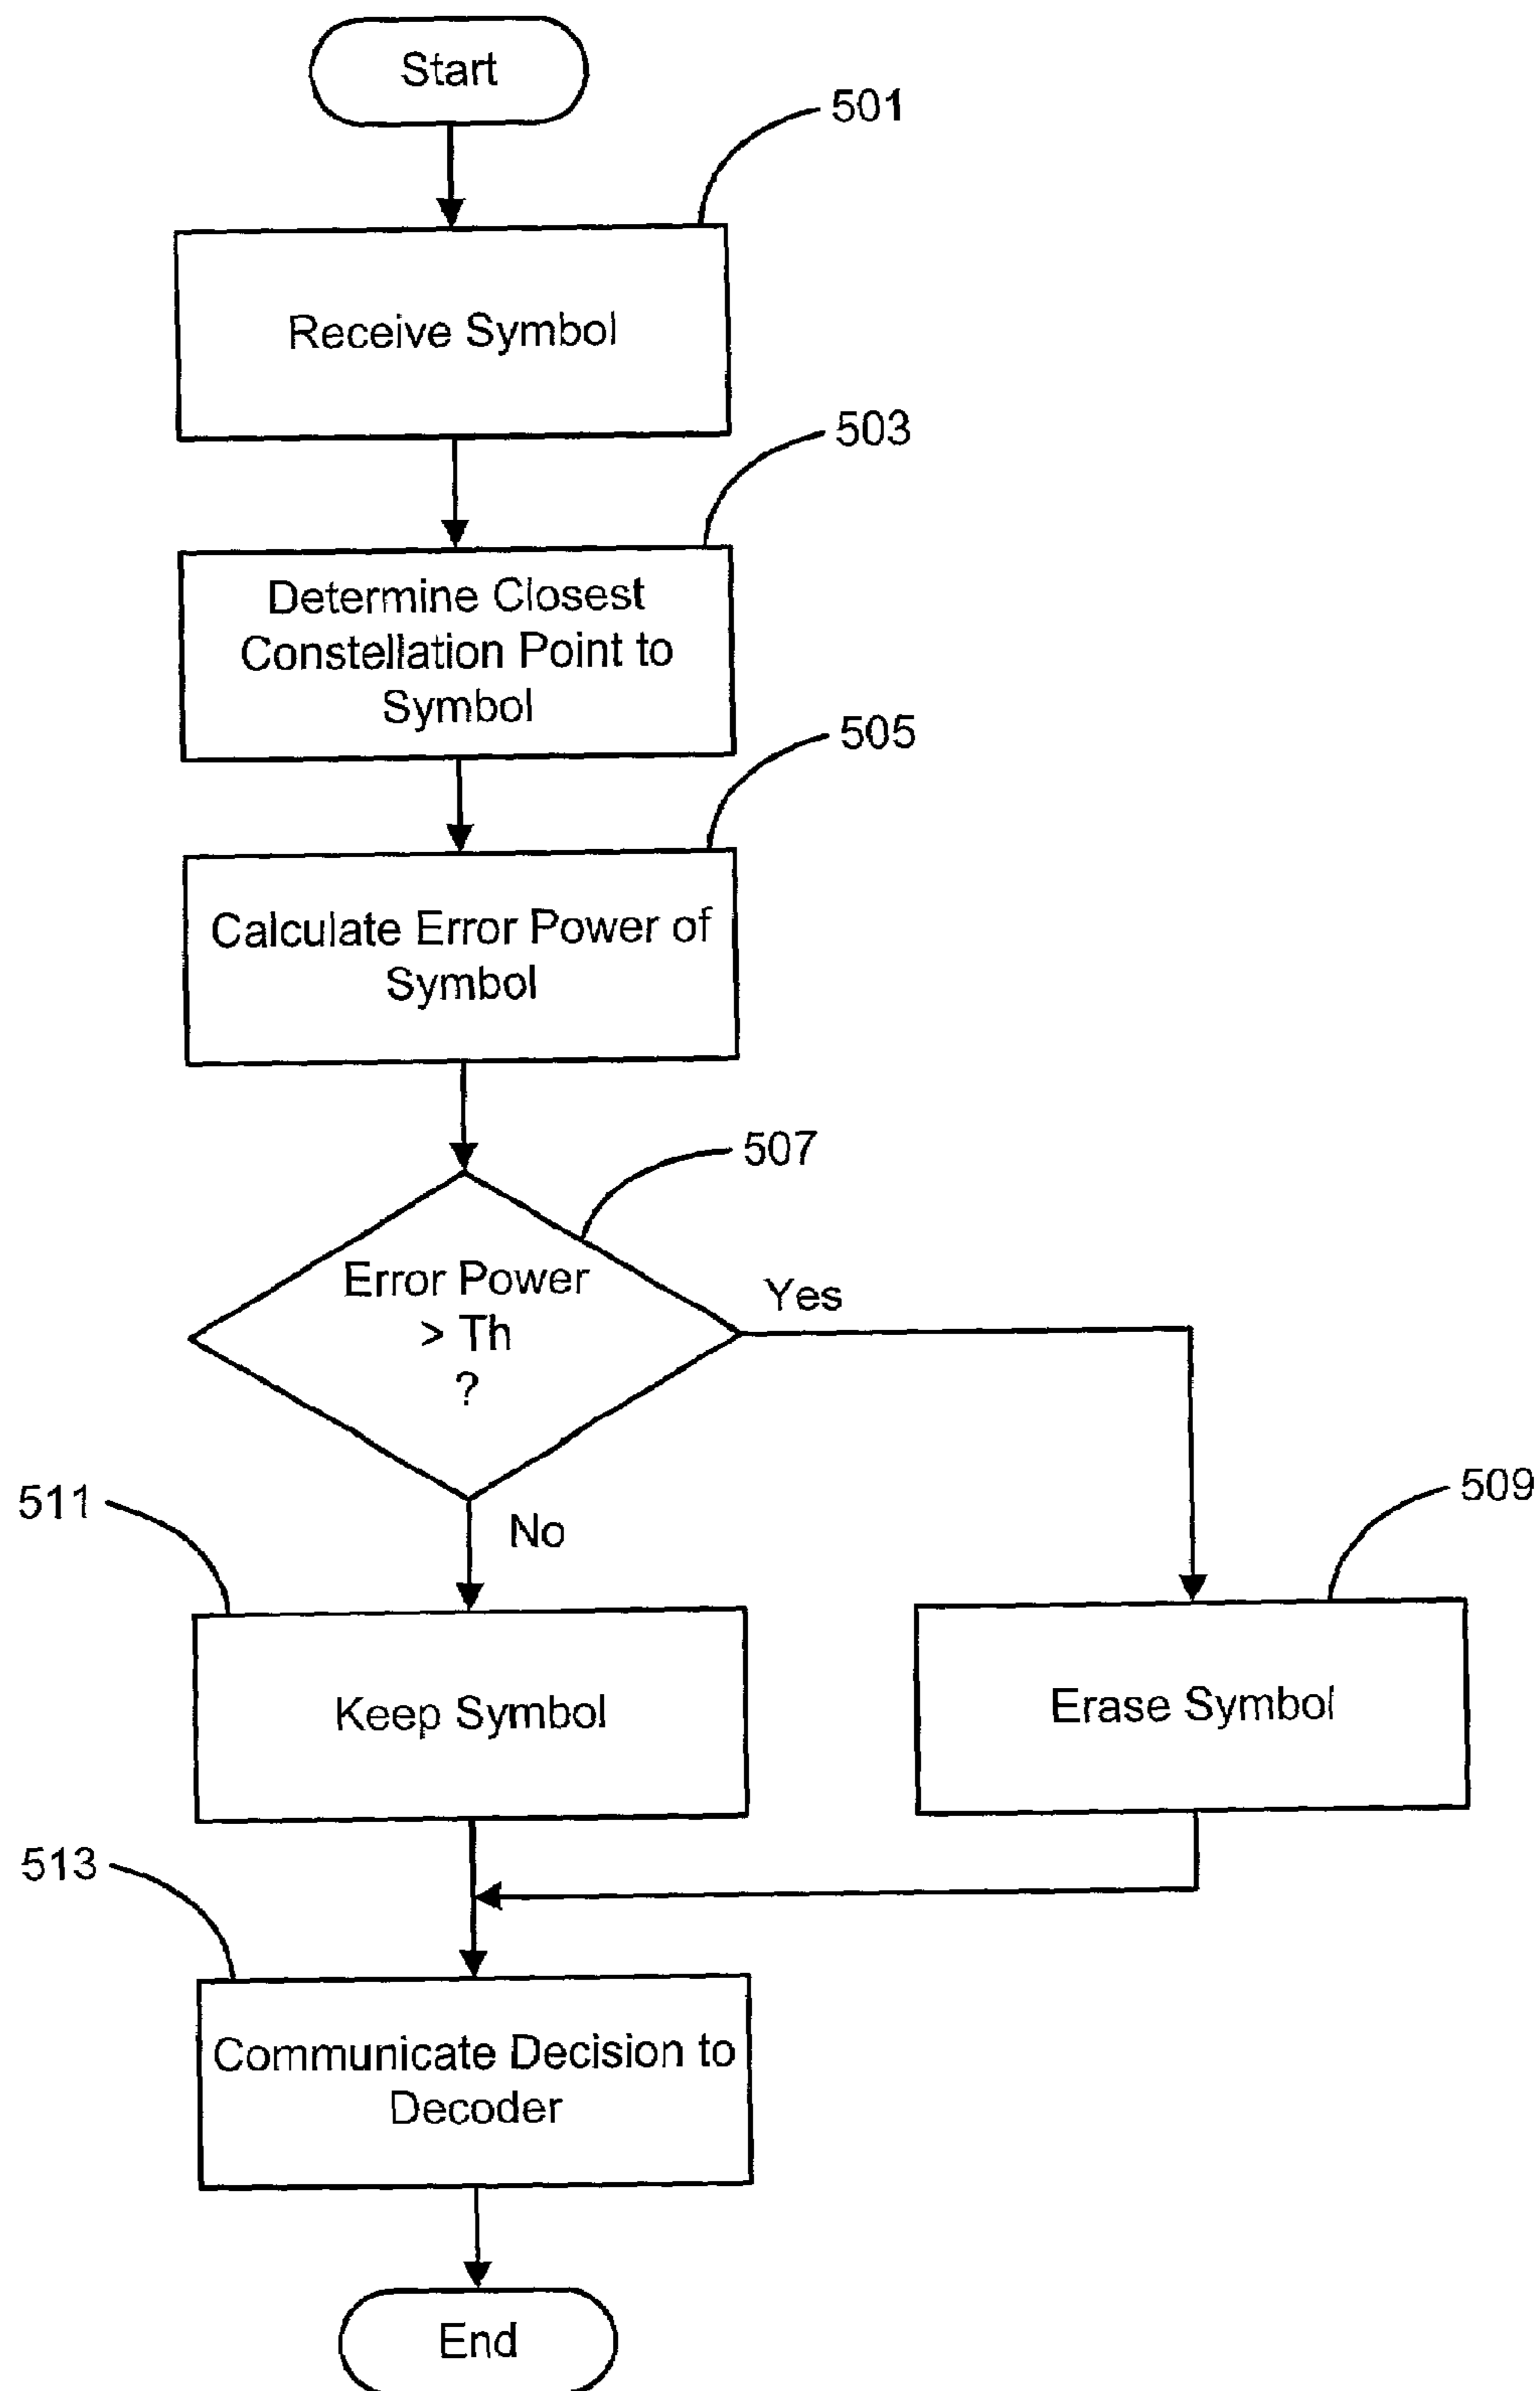 Start
501
Receive Symbol
503
Determine Closest
Constellation Point to
Symbol
505
Calculate Error Power of
Symbol
507
Error Power
> Th
?
Yes
No
511
509
Keep Symbol
Erase Symbol
513
Communicate Decision to
Decoder
End